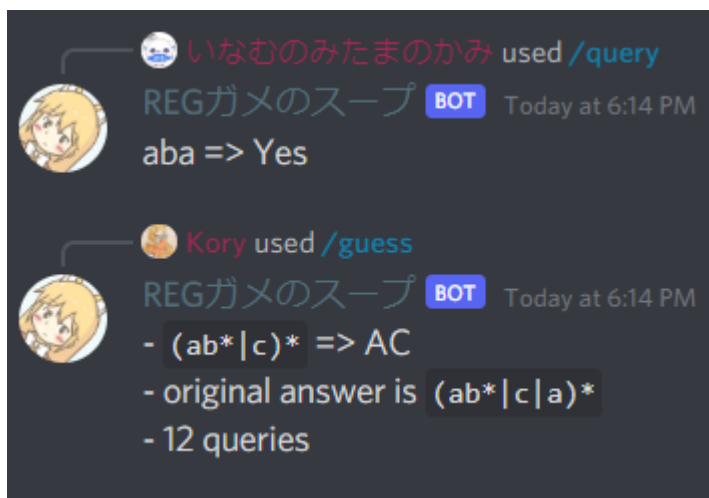 いなむのみたまのかみ used /query
REGガメのスープ BOT Today at 6:14 PM
aba => Yes
Kory used /guess
REGガメのスープ BOT Today at 6:14 PM
- (ab*|c)* => AC
- original answer is (ab*|c|a)*
- 12 queries